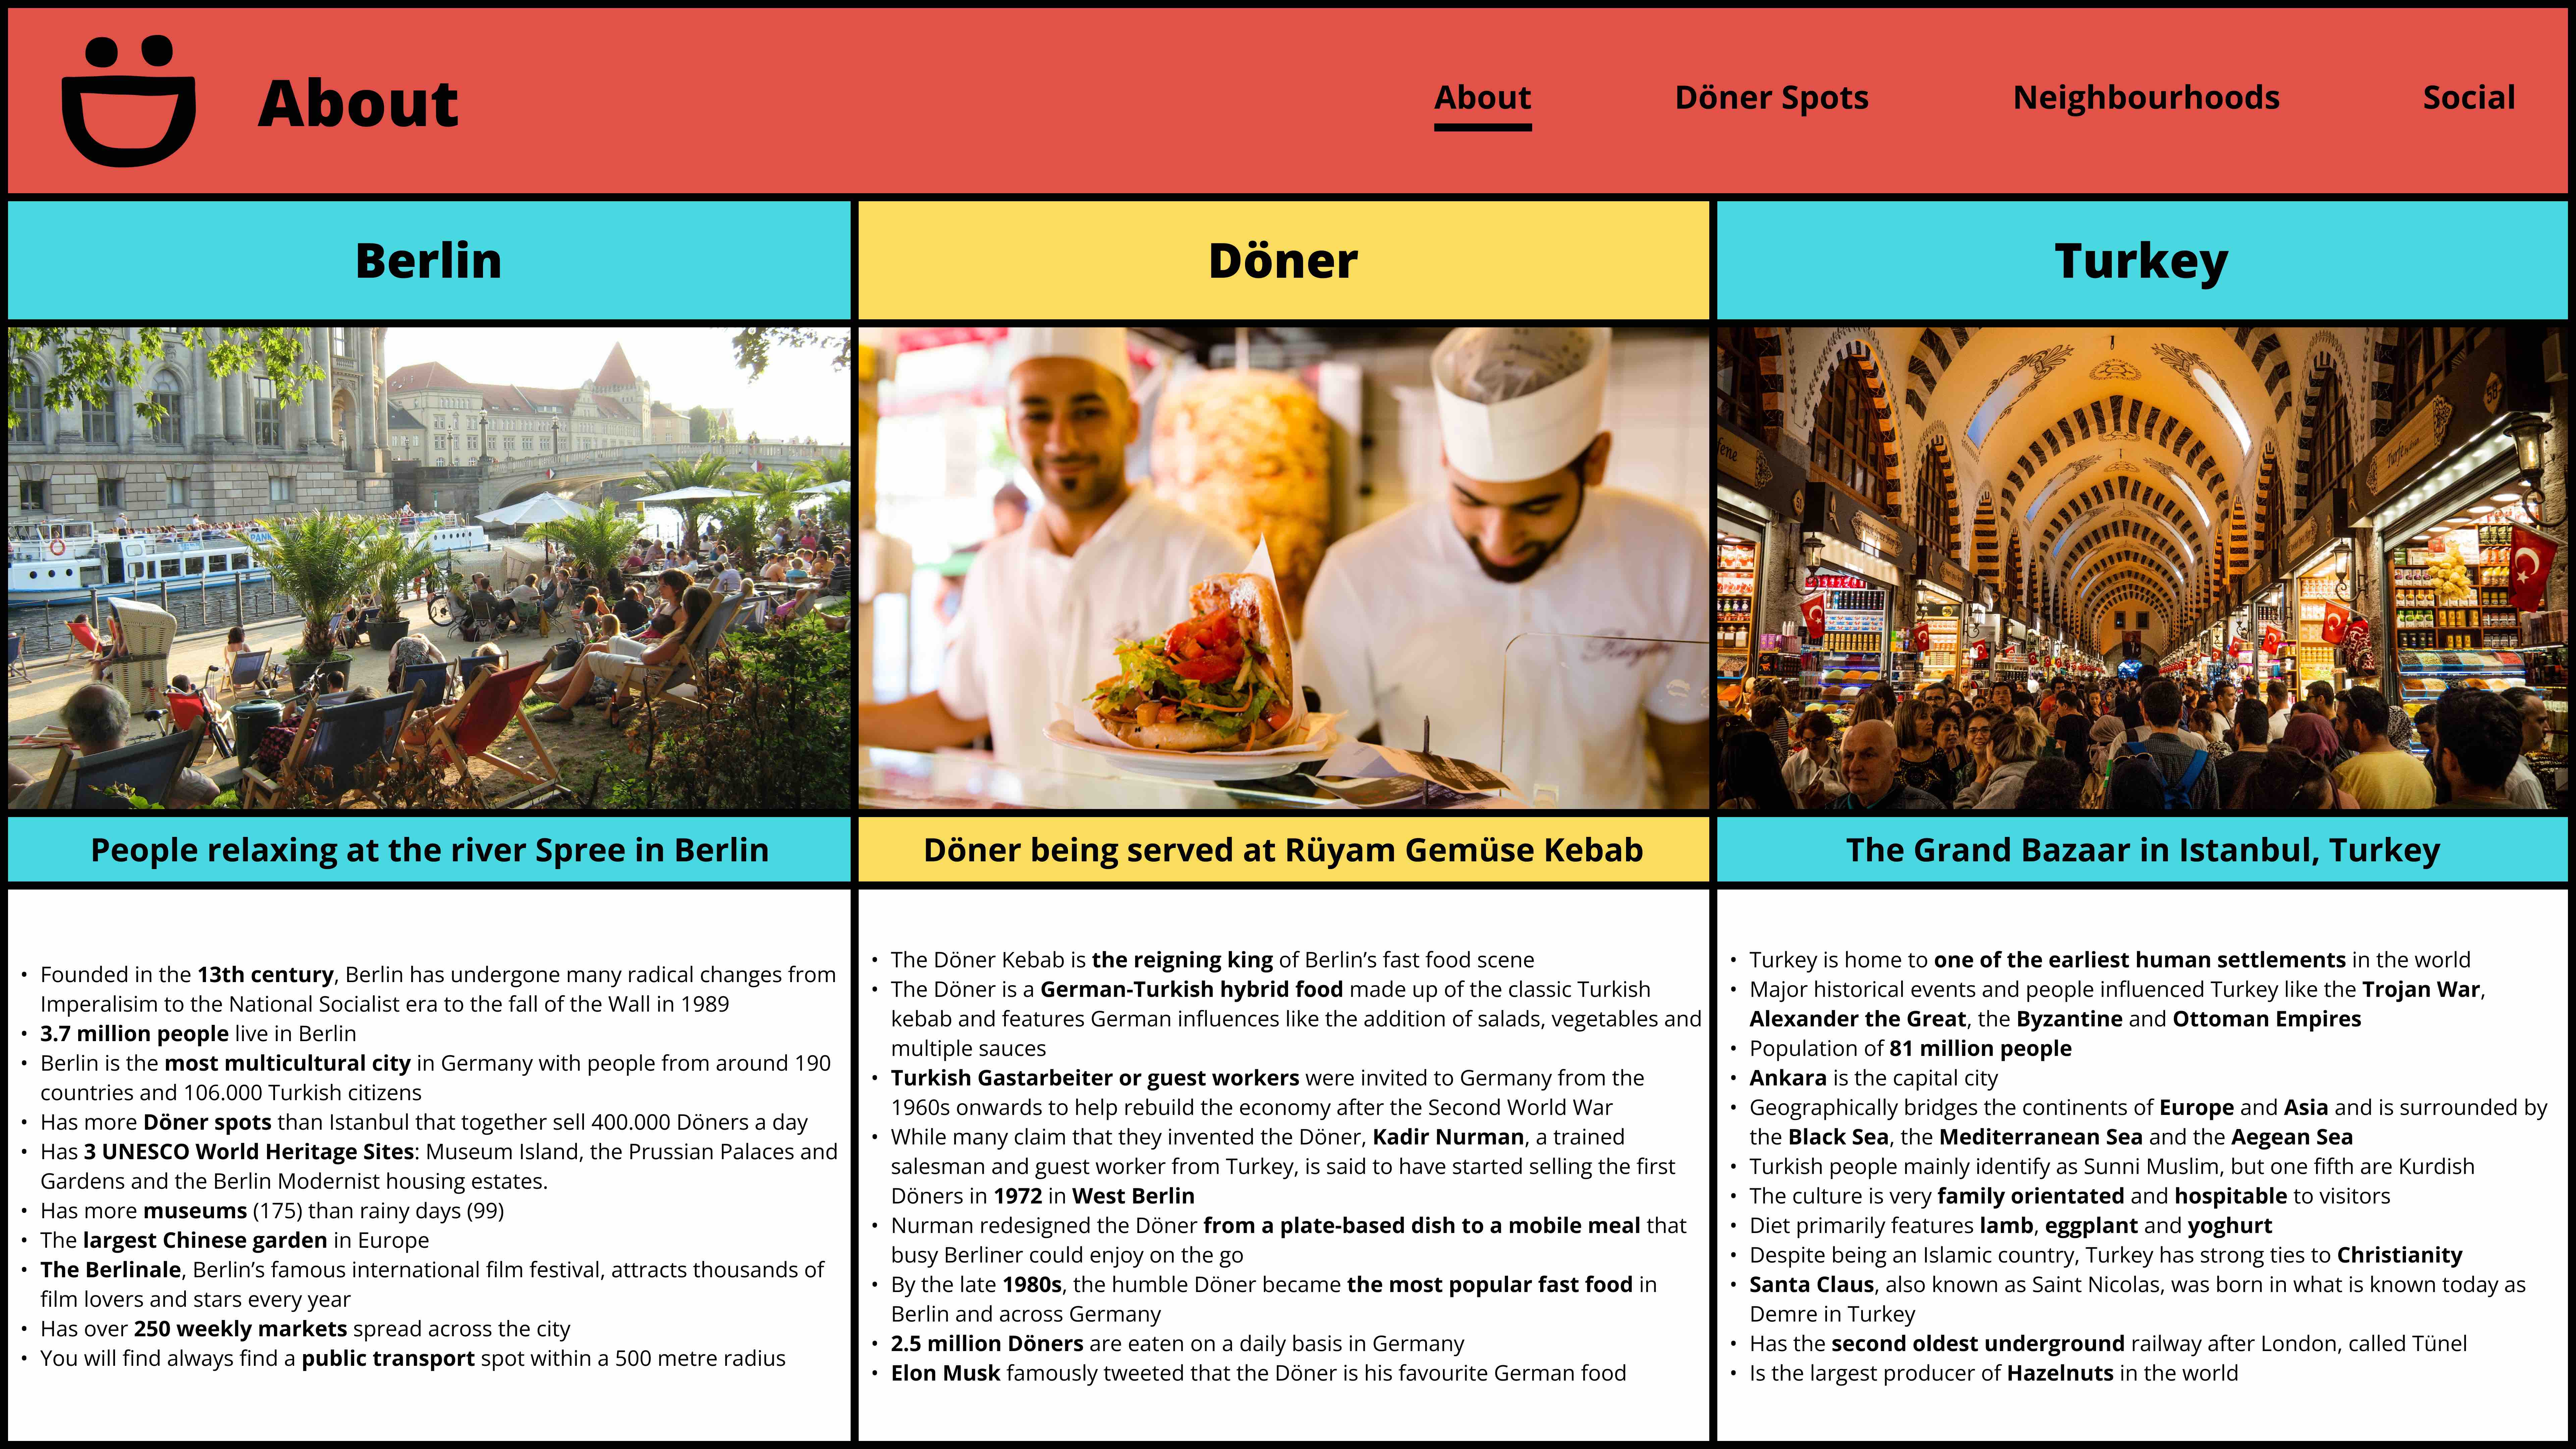 About
About
Döner Spots
Neighbourhoods
Social
Berlin
Döner
Turkey
People relaxing at the river Spree in Berlin
Döner being served at Rüyam Gemüse Kebab
The Grand Bazaar in Istanbul, Turkey
• Founded in the 13th century, Berlin has undergone many radical changes from
Imperalisim to the National Socialist era to the fall of the Wall in 1989
• 3.7 million people live in Berlin
• Berlin is the most multicultural city in Germany with people from around 190
countries and 106.000 Turkish citizens
• Has more Döner spots than Istanbul that together sell 400.000 Döners a day
• Has 3 UNESCO World Heritage Sites: Museum Island, the Prussian Palaces and
Gardens and the Berlin Modernist housing estates.
• Has more museums (175) than rainy days (99)
• The largest Chinese garden in Europe
• The Berlinale, Berlin’s famous international film festival, attracts thousands of
film lovers and stars every year
• Has over 250 weekly markets spread across the city
• You will find always find a public transport spot within a 500 metre radius
• The Döner Kebab is the reigning king of Berlin’s fast food scene
• The Döner is a German-Turkish hybrid food made up of the classic Turkish
kebab and features German influences like the addition of salads, vegetables and
multiple sauces
• Turkish Gastarbeiter or guest workers were invited to Germany from the
1960s onwards to help rebuild the economy after the Second World War
• While many claim that they invented the Döner, Kadir Nurman, a trained
salesman and guest worker from Turkey, is said to have started selling the first
Döners in 1972 in West Berlin
• Nurman redesigned the Döner from a plate-based dish to a mobile meal that
busy Berliner could enjoy on the go
• By the late 1980s, the humble Döner became the most popular fast food in
Berlin and across Germany
• 2.5 million Döners are eaten on a daily basis in Germany
• Elon Musk famously tweeted that the Döner is his favourite German food
• Turkey is home to one of the earliest human settlements in the world
• Major historical events and people influenced Turkey like the Trojan War,
Alexander the Great, the Byzantine and Ottoman Empires
• Population of 81 million people
• Ankara is the capital city
• Geographically bridges the continents of Europe and Asia and is surrounded by
the Black Sea, the Mediterranean Sea and the Aegean Sea
• Turkish people mainly identify as Sunni Muslim, but one fifth are Kurdish
• The culture is very family orientated and hospitable to visitors
• Diet primarily features lamb, eggplant and yoghurt
• Despite being an Islamic country, Turkey has strong ties to Christianity
• Santa Claus, also known as Saint Nicolas, was born in what is known today as
Demre in Turkey
• Has the second oldest underground railway after London, called Tünel
• Is the largest producer of Hazelnuts in the world